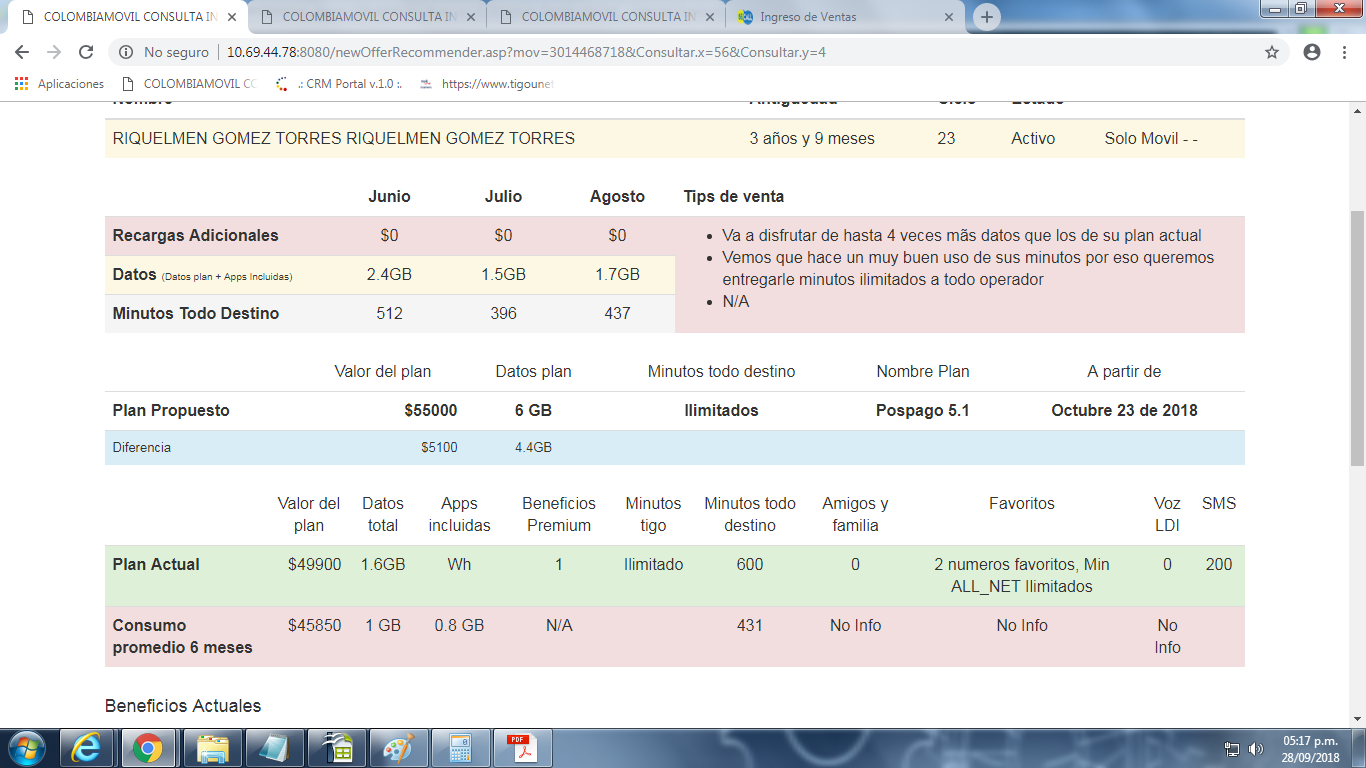 COLOMBIAMOVIL CONSULTA IN
COLOMBIAMOVIL CONSULTA IN
COLOMBIAMOVIL CONSULTA IN
Ingreso de Ventas
No seguro | 10.69.44.78:8080/newOfferRecommender.asp?mov=3014468718&Consultar.x=56&Consultar.y=4
Aplicaciones COLOMBIAMOVIL CO .: CRM Portal v.1.0 :. https://www.tigoune
Nombre Antiguedad Ciclo Estado
RIQUELMEN GOMEZ TORRES RIQUELMEN GOMEZ TORRES 3 años y 9 meses 23 Activo Solo Movil - -
Junio Julio Agosto Tips de venta
Recargas Adicionales $0 $0 $0
Datos (Datos plan + Apps Incluidas) 2.4GB 1.5GB 1.7GB
Minutos Todo Destino 512 396 437
• Va a disfrutar de hasta 4 veces mãs datos que los de su plan actual
• Vemos que hace un muy buen uso de sus minutos por eso queremos
entregarle minutos ilimitados a todo operador
• N/A
Valor del plan Datos plan Minutos todo destino Nombre Plan A partir de
Plan Propuesto $55000 6 GB Ilimitados Pospago 5.1 Octubre 23 de 2018
Diferencia $5100 4.4GB
Valor del plan Datos total Apps incluidas Beneficios Premium Minutos tigo Minutos todo destino Amigos y familia Favoritos Voz LDI SMS
Plan Actual $49900 1.6GB Wh 1 Ilimitado 600 0 2 numeros favoritos, Min ALL_NET Ilimitados 0 200
Consumo promedio 6 meses $45850 1 GB 0.8 GB N/A 431 No Info No Info No Info
Beneficios Actuales
PDF
05:17 p.m.
28/09/2018